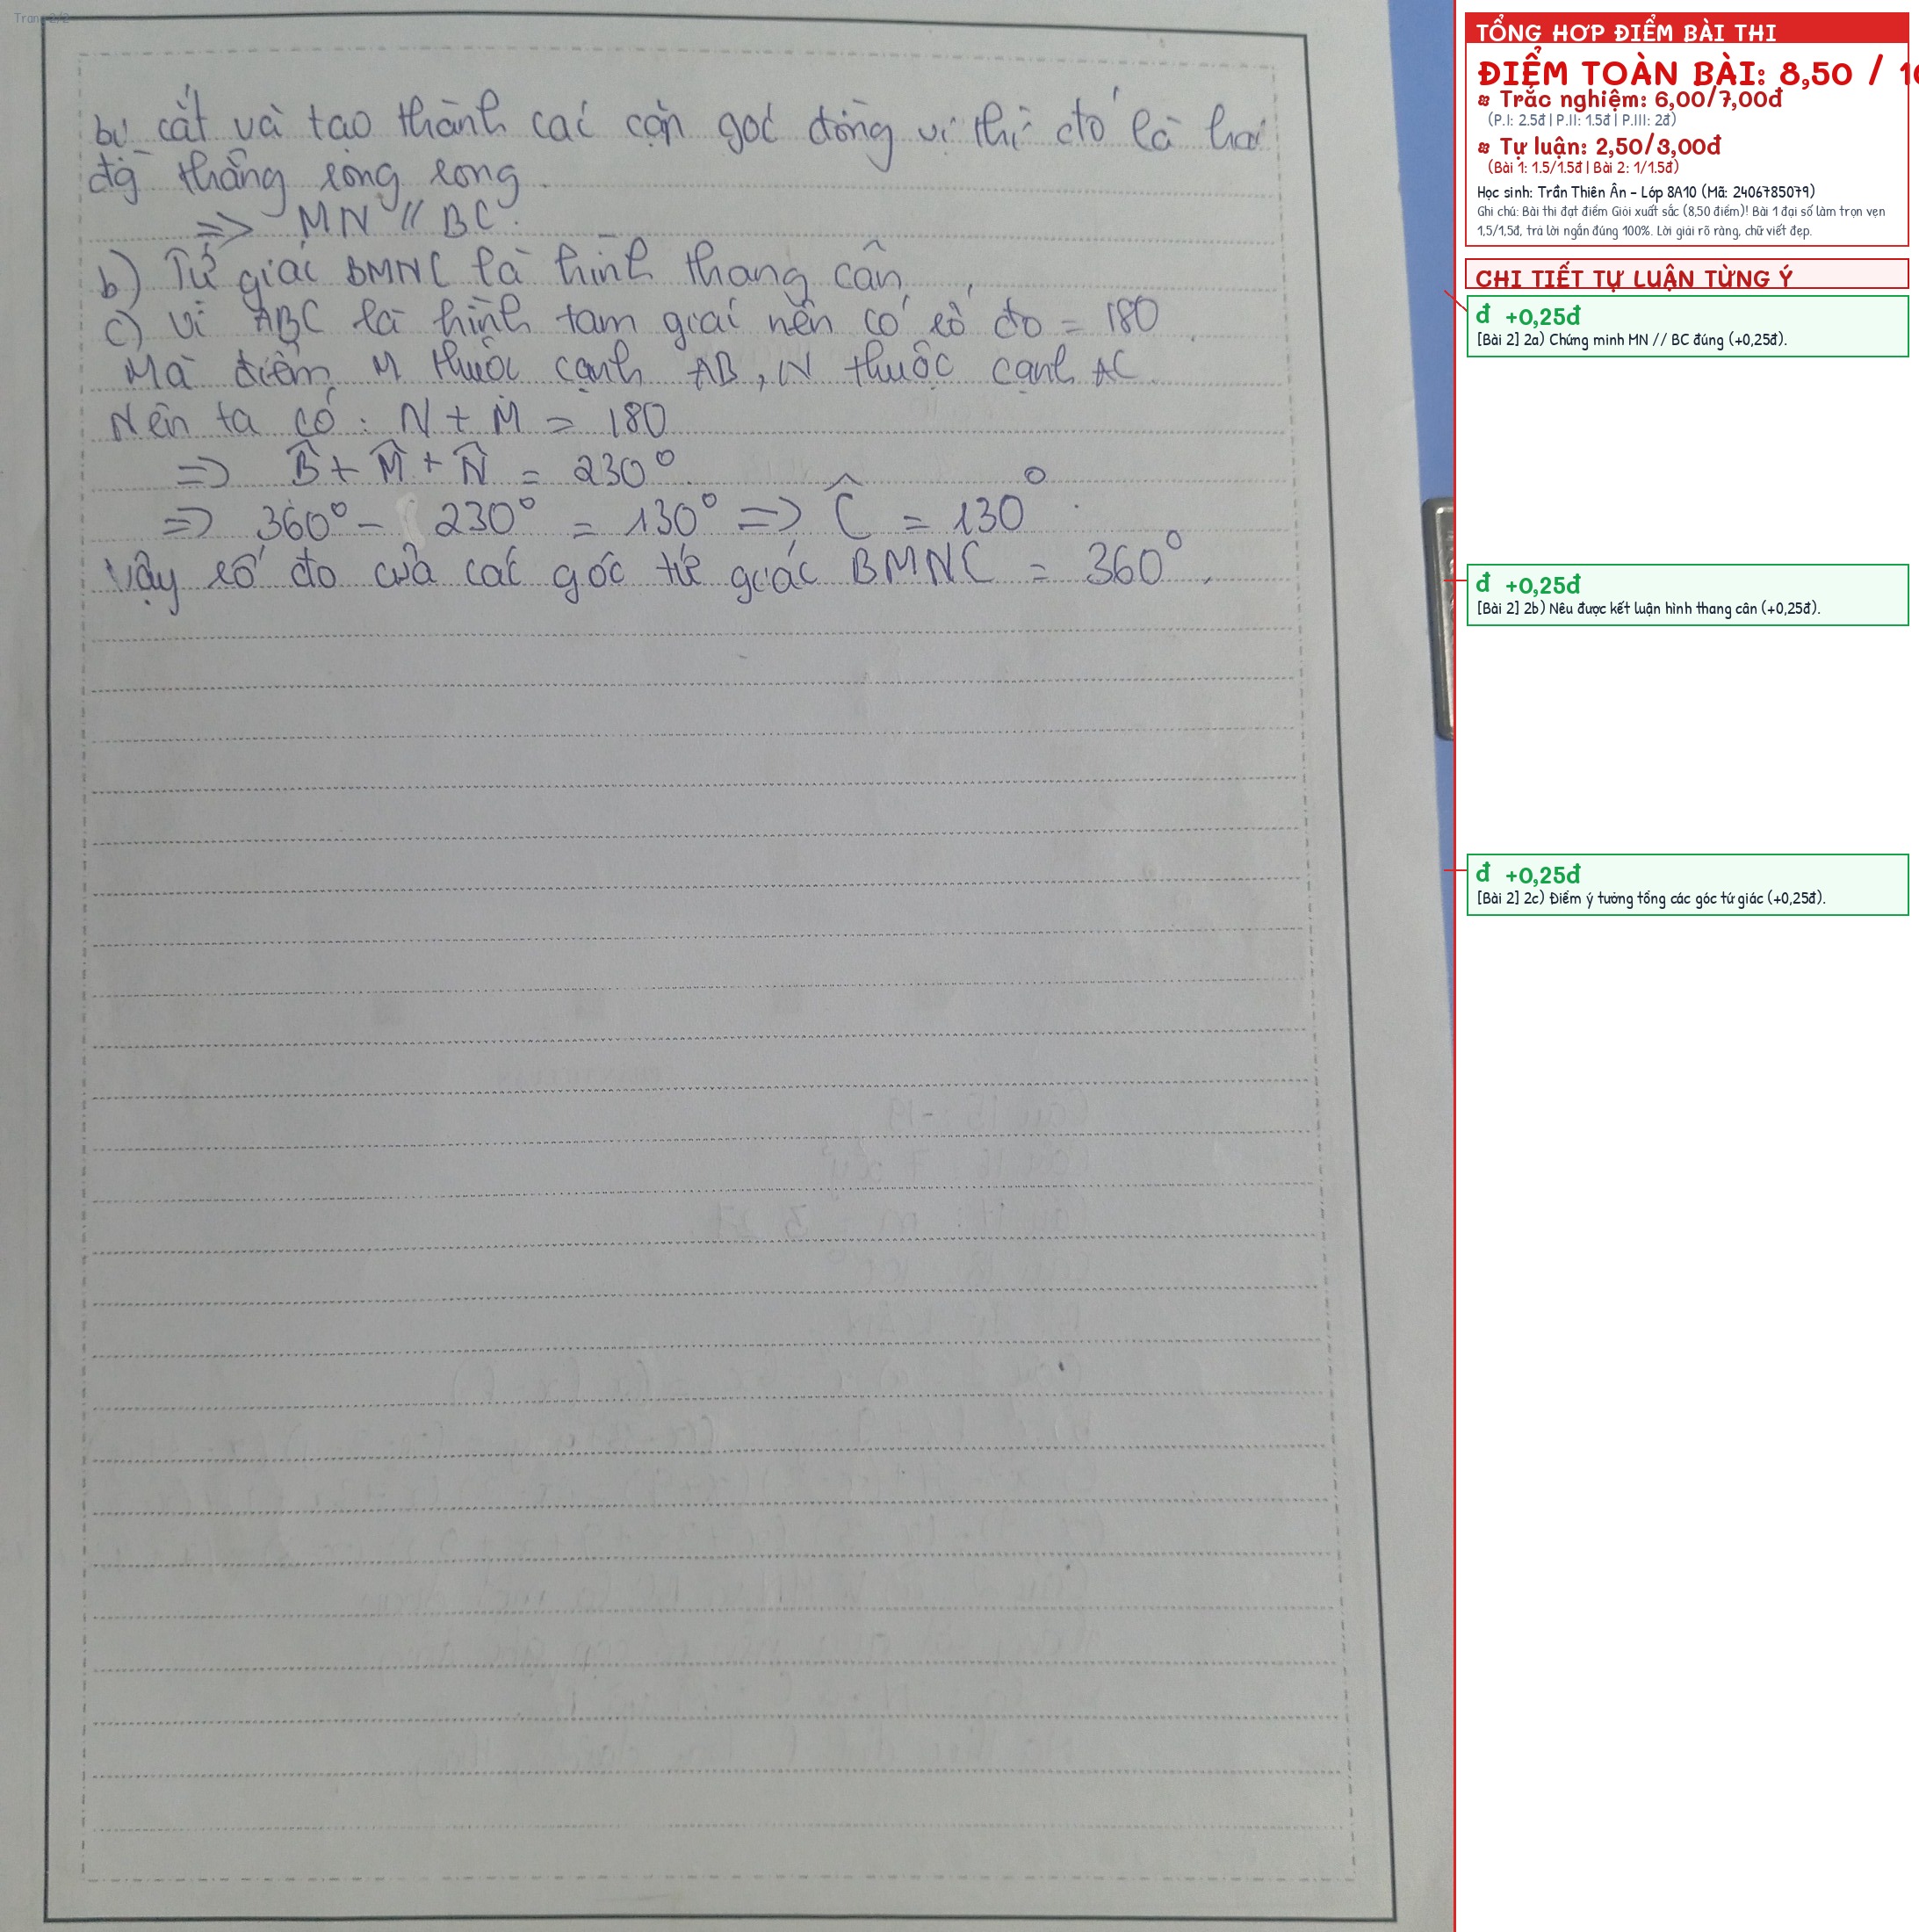 Trang 2/2
bị cắt và tạo thành các cặp góc đồng vị thì đó là hai
đg thẳng song song.
=> MN // BC.
b) Tứ giác BMNC là hình thang cân
c) Vì ABC là hình tam giác nên có số đo = 180
Mà điểm M thuộc cạnh AB, N thuộc cạnh AC
Nên ta có: N + M = 180
=> B̂ + M̂ + N̂ = 230°
=> 360° - 230° = 130° => Ĉ = 130°
Vậy số đo của các góc tứ giác BMNC = 360°.
TỔNG HỢP ĐIỂM BÀI THI
ĐIỂM TOÀN BÀI: 8,50 / 10
Trắc nghiệm: 6,00/7,00đ
(P.I: 2.5đ | P.II: 1.5đ | P.III: 2đ)
Tự luận: 2,50/3,00đ
(Bài 1: 1.5/1.5đ | Bài 2: 1/1.5đ)
Học sinh: Trần Thiên Ân - Lớp 8A10 (Mã: 2406785079)
Ghi chú: Bài thi đạt điểm Giỏi xuất sắc (8,50 điểm)! Bài 1 đại số làm trọn vẹn
1,5/1,5đ, trả lời ngắn đúng 100%. Lời giải rõ ràng, chữ viết đẹp.
CHI TIẾT TỰ LUẬN TỪNG Ý
đ +0,25đ
[Bài 2] 2a) Chứng minh MN // BC đúng (+0,25đ).
đ +0,25đ
[Bài 2] 2b) Nêu được kết luận hình thang cân (+0,25đ).
đ +0,25đ
[Bài 2] 2c) Điểm ý tưởng tổng các góc tứ giác (+0,25đ).